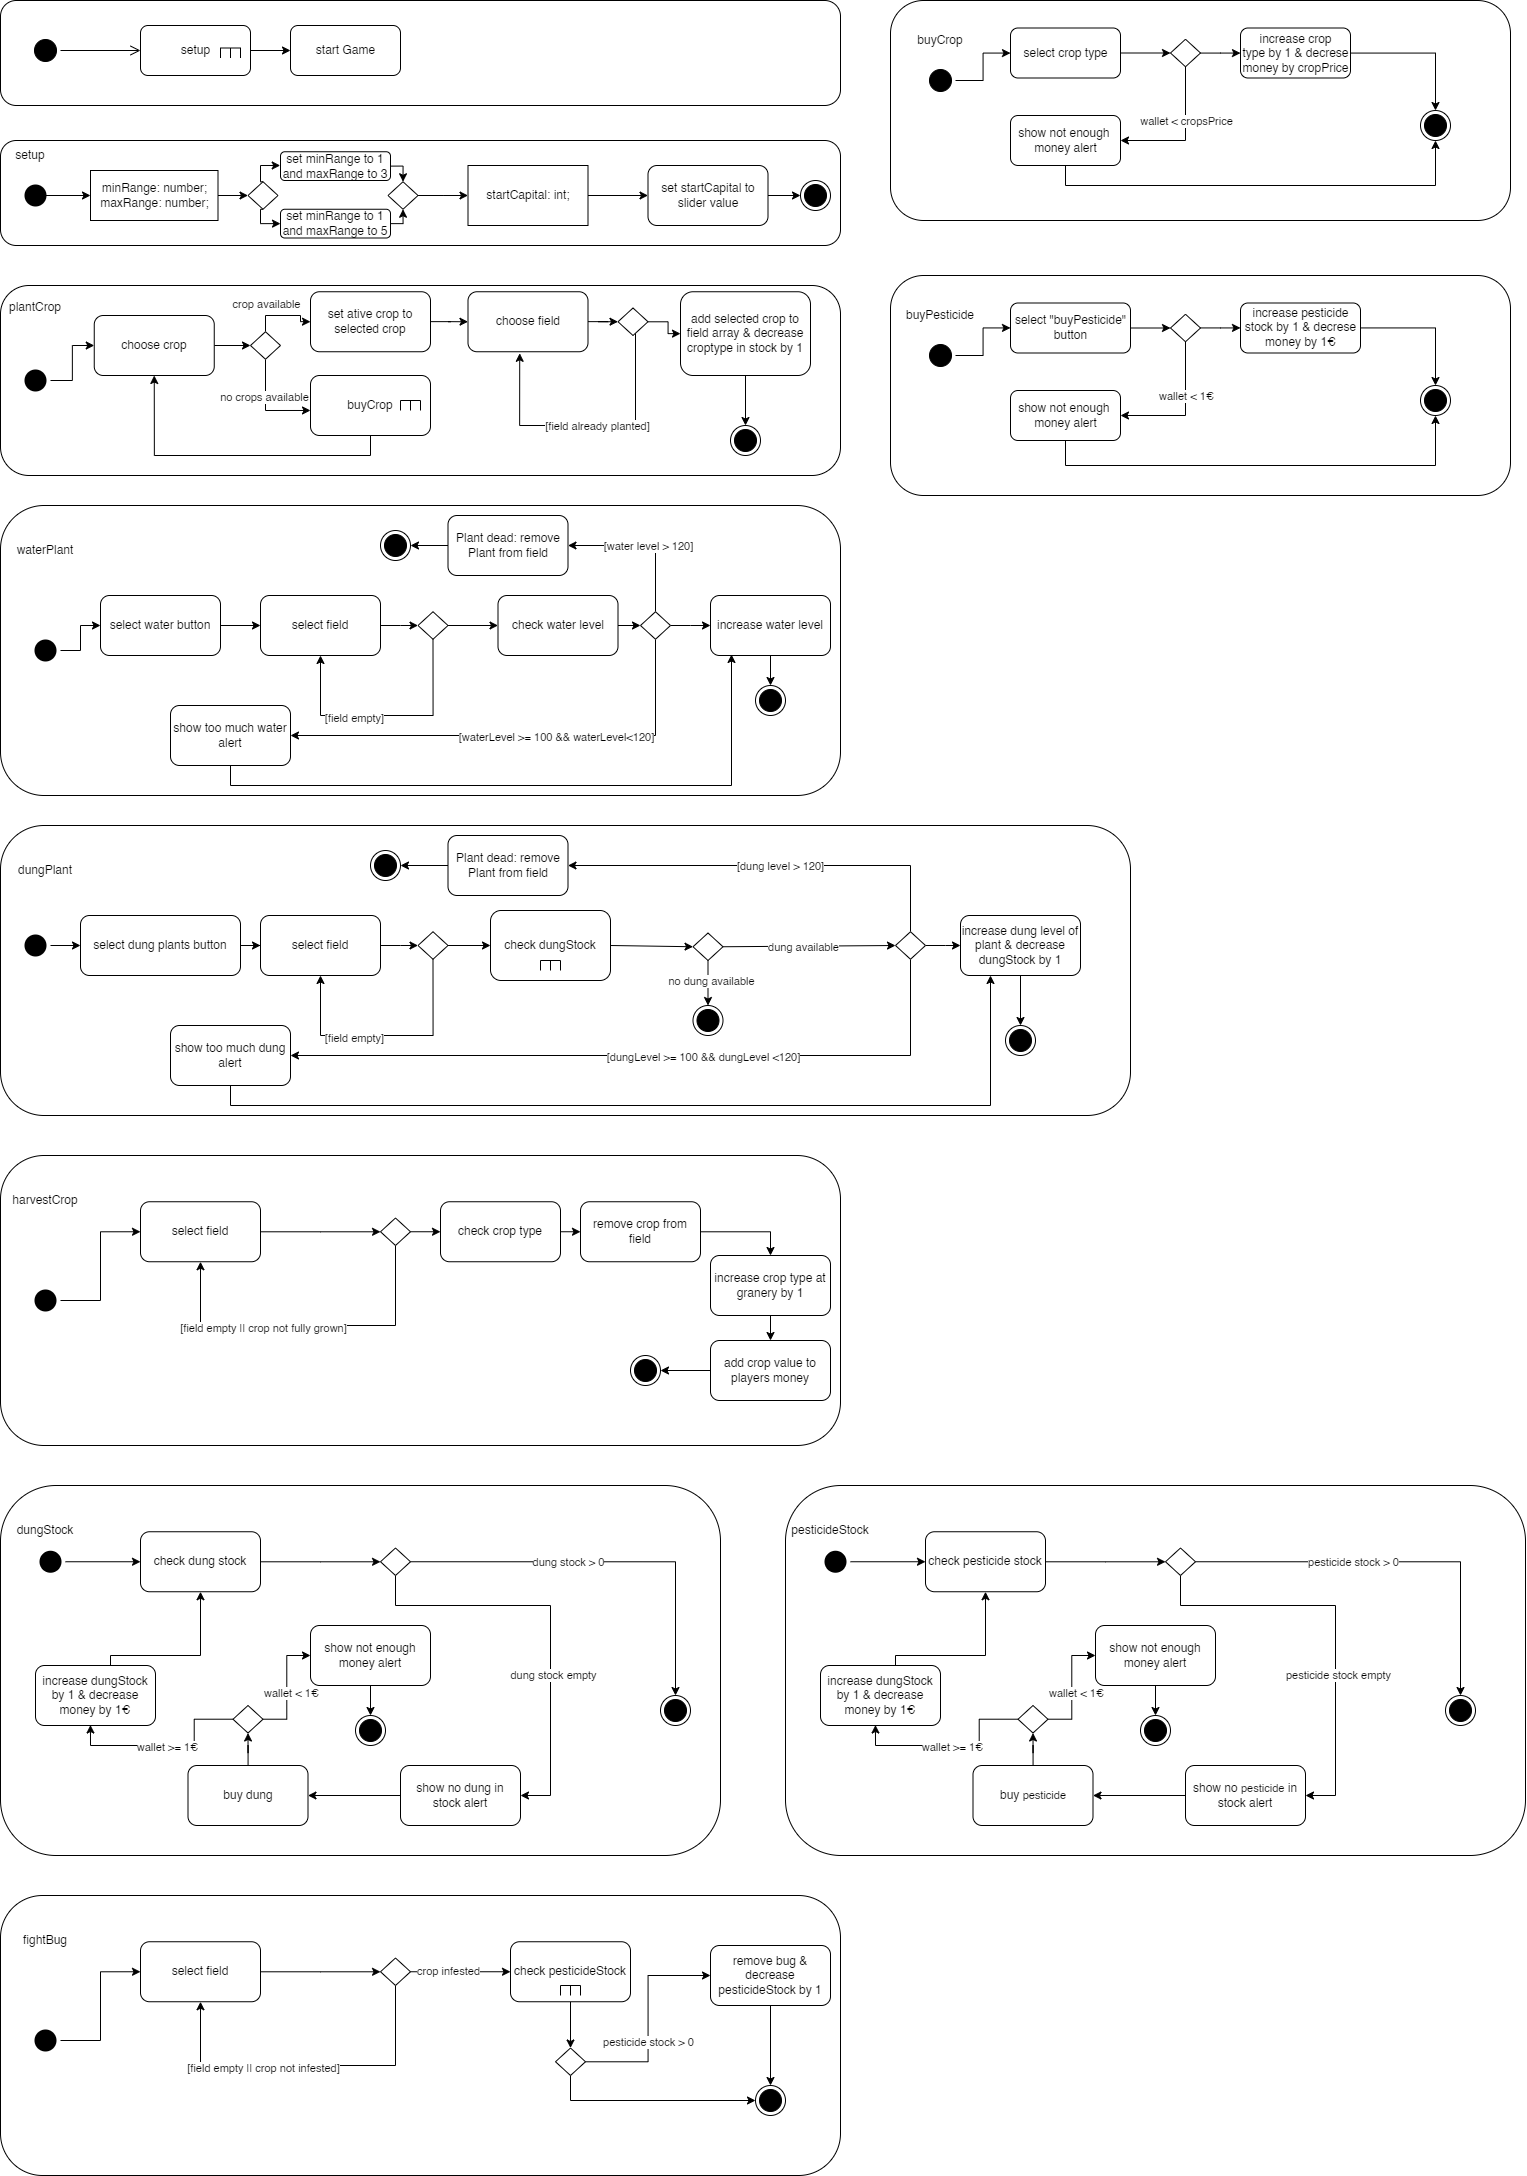 setup
start Game
buyCrop
select crop type
increase crop
type by 1 & decrese
money by cropPrice
wallet < cropsPrice
show not enough
money alert
setup
minRange: number;
maxRange: number;
set minRange to 1
and maxRange to 3
set minRange to 1
and maxRange to 5
startCapital: int;
set startCapital to
slider value
plantCrop
choose crop
crop available
set ative crop to
selected crop
no crops available
buyCrop
choose field
[field already planted]
add selected crop to
field array & decrease
croptype in stock by 1
buyPesticide
select "buyPesticide"
button
increase pesticide
stock by 1 & decrese
money by 1€
wallet < 1€
show not enough
money alert
waterPlant
Plant dead: remove
Plant from field
[water level > 120]
select water button
select field
check water level
increase water level
[field empty]
show too much water
alert
[waterLevel >= 100 && waterLevel<120]
dungPlant
Plant dead: remove
Plant from field
[dung level > 120]
select dung plants button
select field
check dungStock
dung available
increase dung level of
plant & decrease
dungStock by 1
no dung available
[field empty]
show too much dung
alert
[dungLevel >= 100 && dungLevel <120]
harvestCrop
select field
check crop type
remove crop from
field
increase crop type at
granery by 1
[field empty II crop not fully grown]
add crop value to
players money
dungStock
check dung stock
dung stock > 0
show not enough
money alert
dung stock empty
increase dungStock
by 1 & decrease
money by 1€
wallet < 1€
wallet >= 1€
buy dung
show no dung in
stock alert
pesticideStock
check pesticide stock
pesticide stock > 0
show not enough
money alert
pesticide stock empty
increase dungStock
by 1 & decrease
money by 1€
wallet < 1€
wallet >= 1€
buy pesticide
show no pesticide in
stock alert
fightBug
select field
crop infested
check pesticideStock
remove bug &
decrease
pesticideStock by 1
pesticide stock > 0
[field empty II crop not infested]